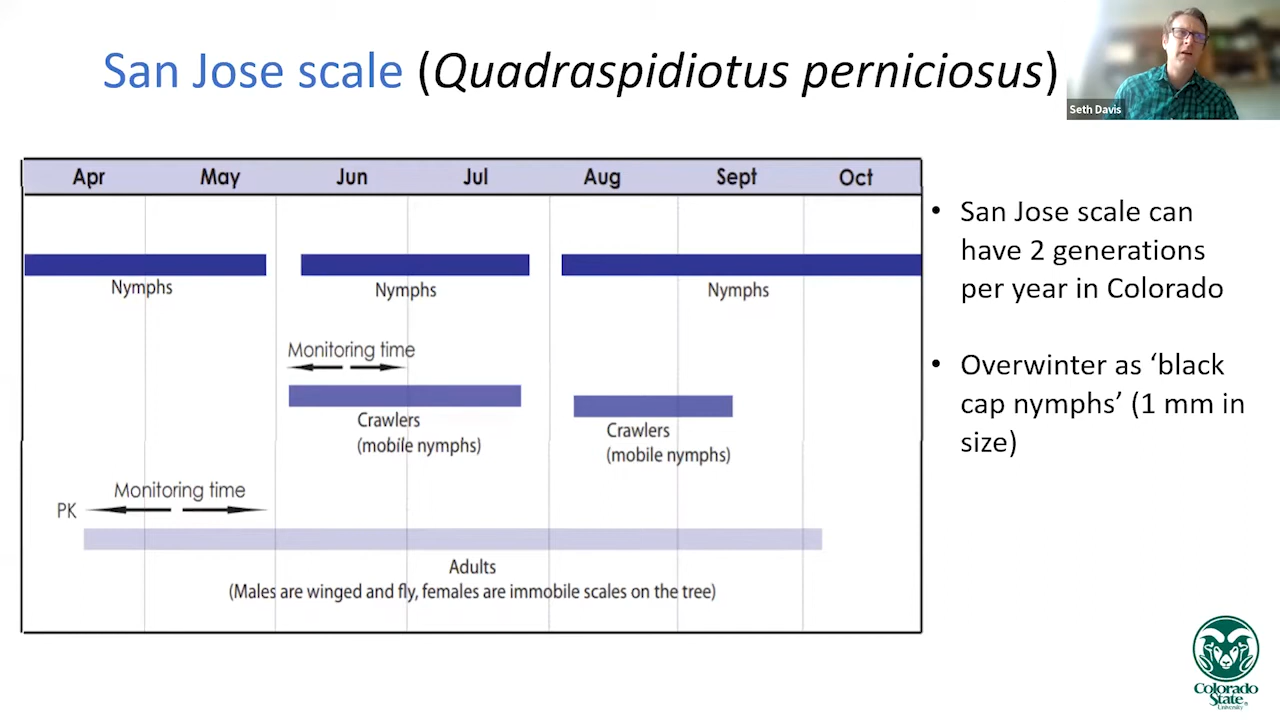 San Jose scale (Quadraspidiotus perniciosus)
Seth Davis
Apr May Jun Jul Aug Sept Oct
Nymphs Nymphs Nymphs
Monitoring time
Crawlers
(mobile nymphs)
Crawlers
(mobile nymphs)
Monitoring time
PK
Adults
(Males are winged and fly, females are immobile scales on the tree)
• San Jose scale can
have 2 generations
per year in Colorado
• Overwinter as ‘black
cap nymphs’ (1 mm in
size)
Colorado
State
University